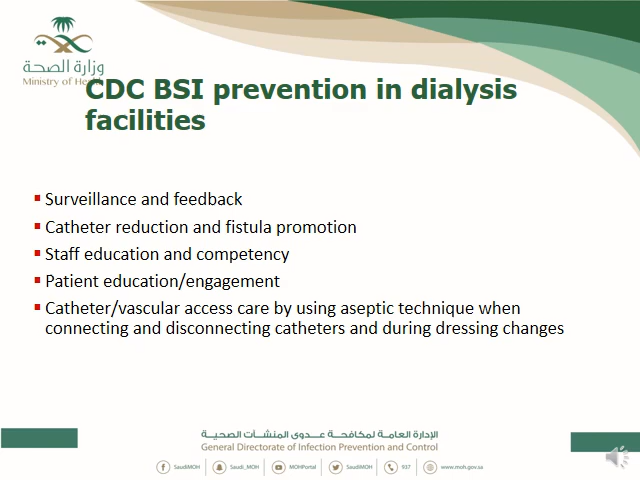 وزارة الصحة
Ministry of He
CDC BSI prevention in dialysis
facilities
Surveillance and feedback
Catheter reduction and fistula promotion
Staff education and competency
Patient education/engagement
Catheter/vascular access care by using aseptic technique when
connecting and disconnecting catheters and during dressing changes
الإدارة العامة لمكافحة عدوى المنشآت الصحية
General Directorate of Infection Prevention and Control
SaudiMOH Saudi_MOH MOHPortal SaudiMOH 937 www.moh.gov.sa